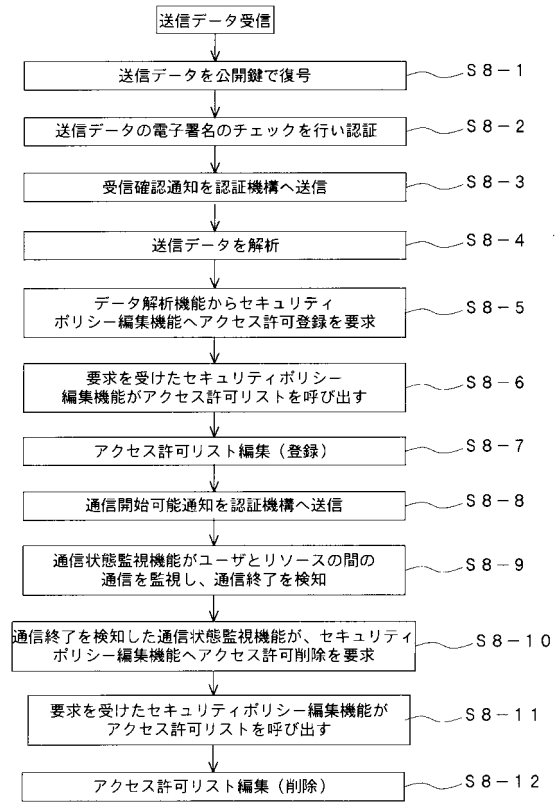 送信データ受信
送信データを公開鍵で復号
S8-1
送信データの電子署名のチェックを行い認証
S8-2
受信確認通知を認証機構へ送信
S8-3
送信データを解析
S8-4
データ解析機能からセキュリティ
ポリシー編集機能へアクセス許可登録を要求
S8-5
要求を受けたセキュリティポリシー
編集機能がアクセス許可リストを呼び出す
S8-6
アクセス許可リスト編集(登録)
S8-7
通信開始可能通知を認証機構へ送信
S8-8
通信状態監視機能がユーザとリソースの間の
通信を監視し、通信終了を検知
S8-9
通信終了を検知した通信状態監視機能が、セキュリティ
ポリシー編集機能へアクセス許可削除を要求
S8-10
要求を受けたセキュリティポリシー編集機能が
アクセス許可リストを呼び出す
S8-11
アクセス許可リスト編集(削除)
S8-12